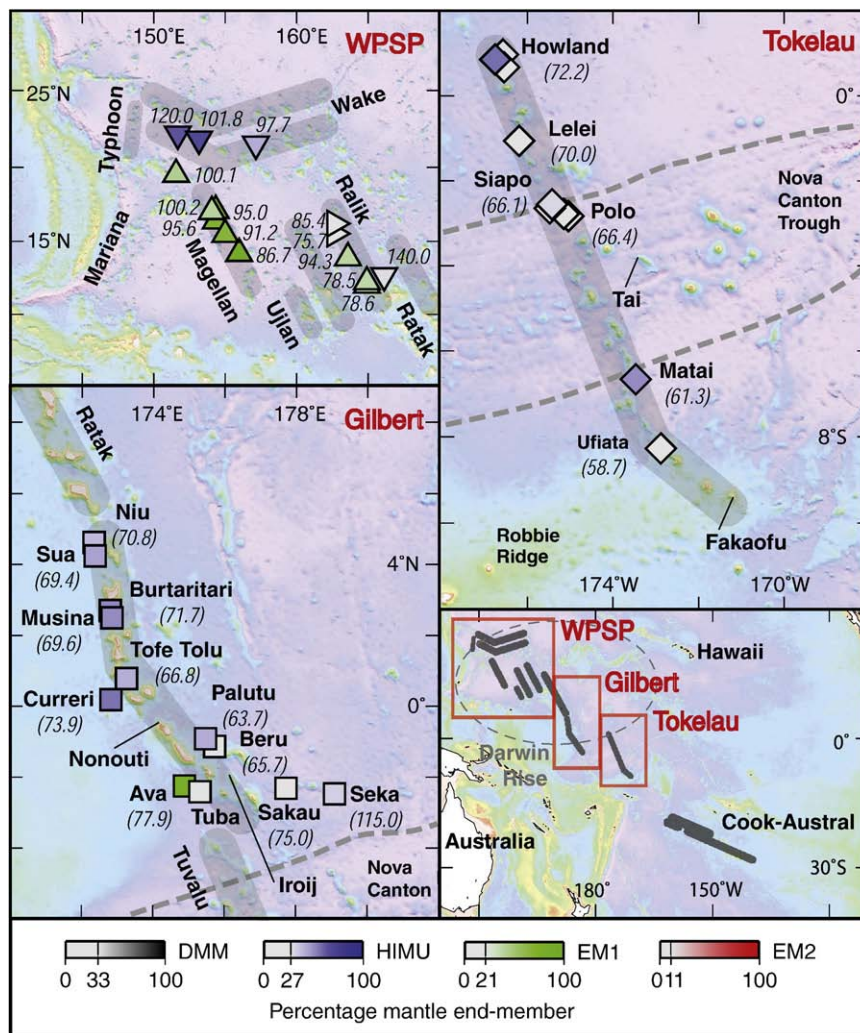 150°E
160°E
WPSP
25°N
15°N
Typhoon
Wake
Mariana
Magellan
Ujlan
Ralik
Ratak
120.0
101.8
97.7
100.1
100.2
95.0
95.6
91.2
86.7
85.4
75.7
94.3
140.0
78.5
78.6
Tokelau
Howland
(72.2)
0°
Lelei
(70.0)
Siapo
(66.1)
Polo
(66.4)
Nova
Canton
Trough
Tai
Matai
(61.3)
8°S
Ufiata
(58.7)
Robbie
Ridge
Fakaofu
174°W
170°W
174°E
178°E
Gilbert
Ratak
Niu
(70.8)
Sua
(69.4)
4°N
Burtaritari
(71.7)
Musina
(69.6)
Tofe Tolu
(66.8)
Curreri
(73.9)
Palutu
(63.7)
0°
Nonouti
Beru
(65.7)
Ava
(77.9)
Tuba
Sakau
(75.0)
Seka
(115.0)
Tuvalu
Iroij
Nova
Canton
WPSP
Hawaii
Gilbert
Tokelau
0°
Darwin
Rise
Cook-Austral
Australia
30°S
180°
150°W
DMM
0 33 100
HIMU
0 27 100
EM1
0 21 100
EM2
0 11 100
Percentage mantle end-member